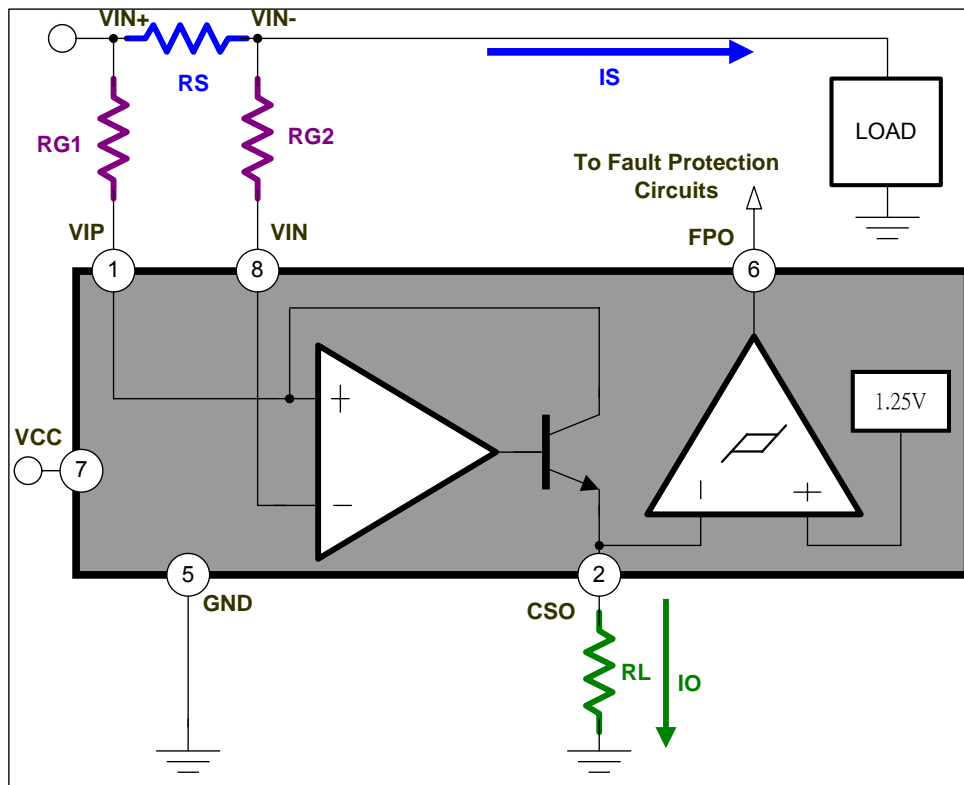 VIN+
VIN-
RS
IS
RG1
RG2
LOAD
To Fault Protection
Circuits
VIP
VIN
FPO
1
8
6
+
1.25V
VCC
7
−
− +
5
2
GND
CSO
RL
IO